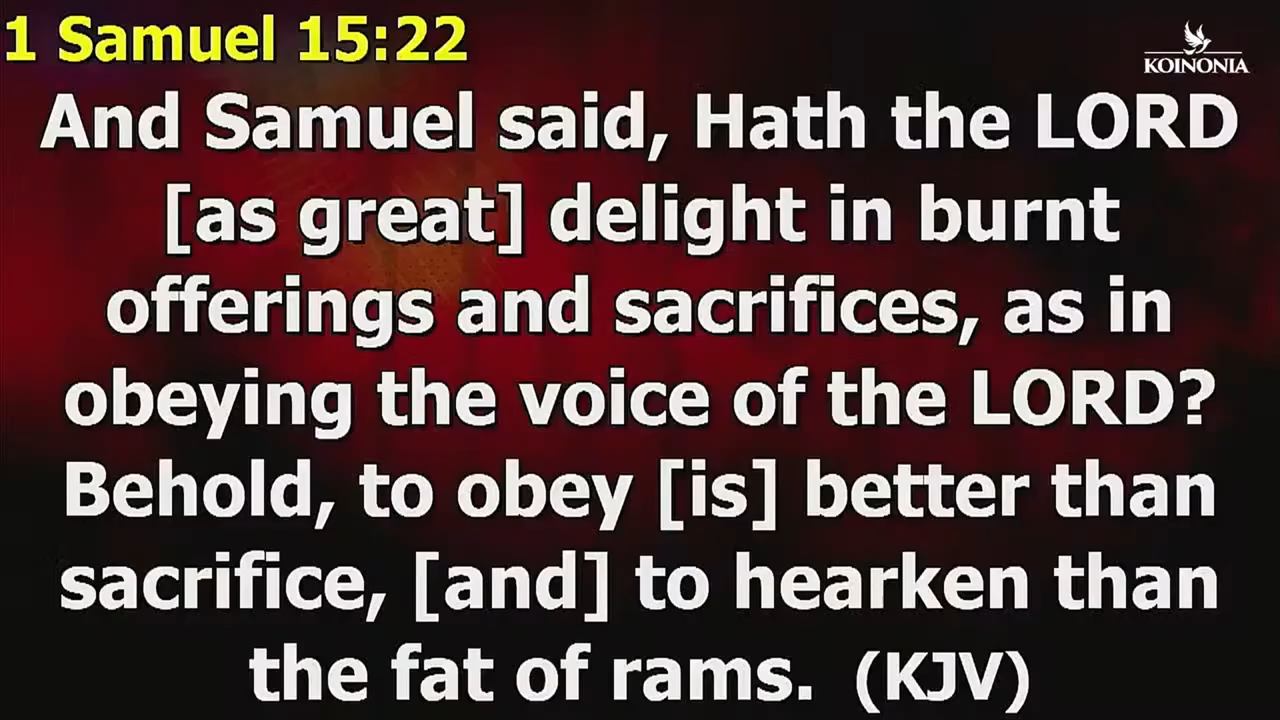 1 Samuel 15:22
KOINONIA
And Samuel said, Hath the LORD
[as great] delight in burnt
offerings and sacrifices, as in
obeying the voice of the LORD?
Behold, to obey [is] better than
sacrifice, [and] to hearken than
the fat of rams. (KJV)